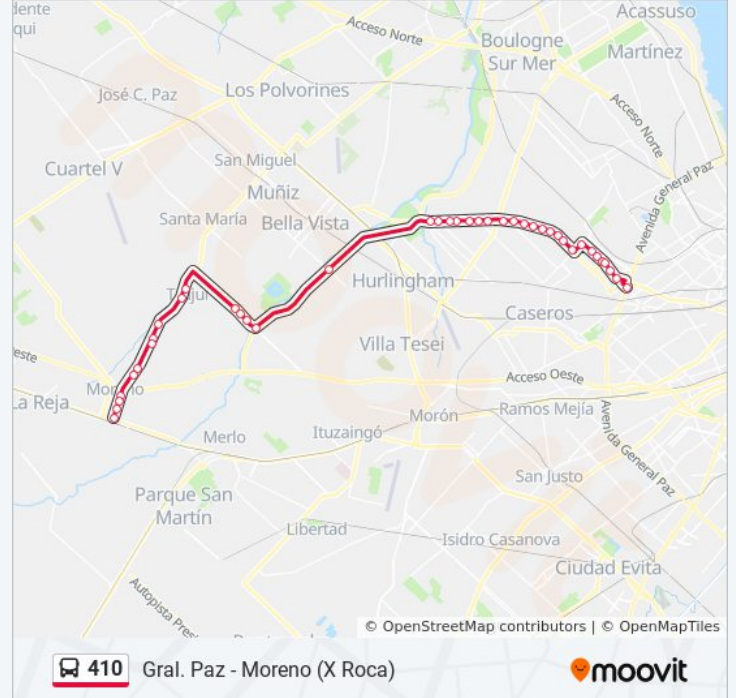 Acassuso
dente
qui
Acceso Norte
Boulogne
Sur Mer
Martínez
José C. Paz
Los Polvorines
Acceso Norte
San Miguel
Cuartel V
Muñiz
Avenida General Paz
Santa María
Bella Vista
Hurlingham
Caseros
Villa Tesei
este
Acceso Oeste
La Reja
Morón
Ramos Mejía
Merlo
Ituzaingó
Avenida General Paz
San Justo
Parque San
Martín
Libertad
Isidro Casanova
Ciudad Evita
Autopista Pres
© OpenStreetMap contributors | © OpenMapTiles
410
Gral. Paz - Moreno (X Roca)
moovit